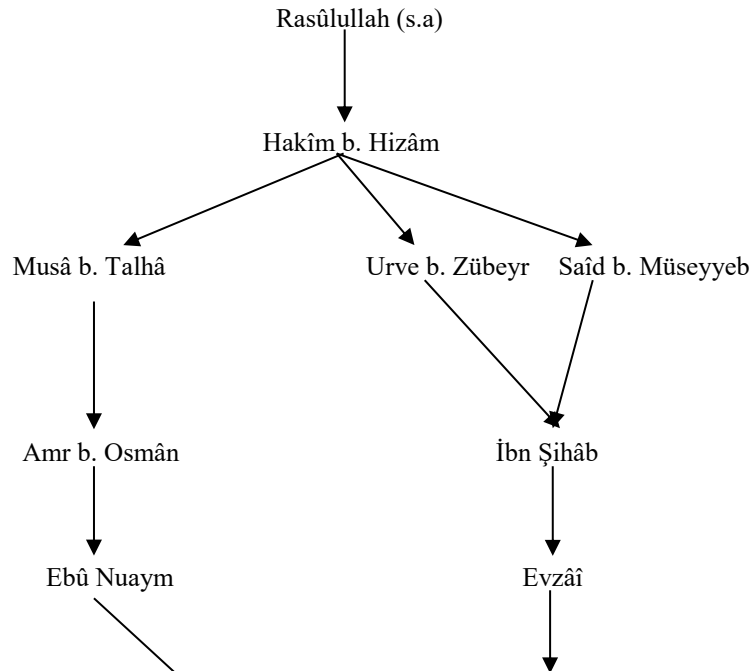 Rasûlullah (s.a)
Hakîm b. Hizâm
Musâ b. Talhâ Urve b. Zübeyr Saîd b. Müseyyeb
Amr b. Osmân İbn Şihâb
Ebû Nuaym Evzâî